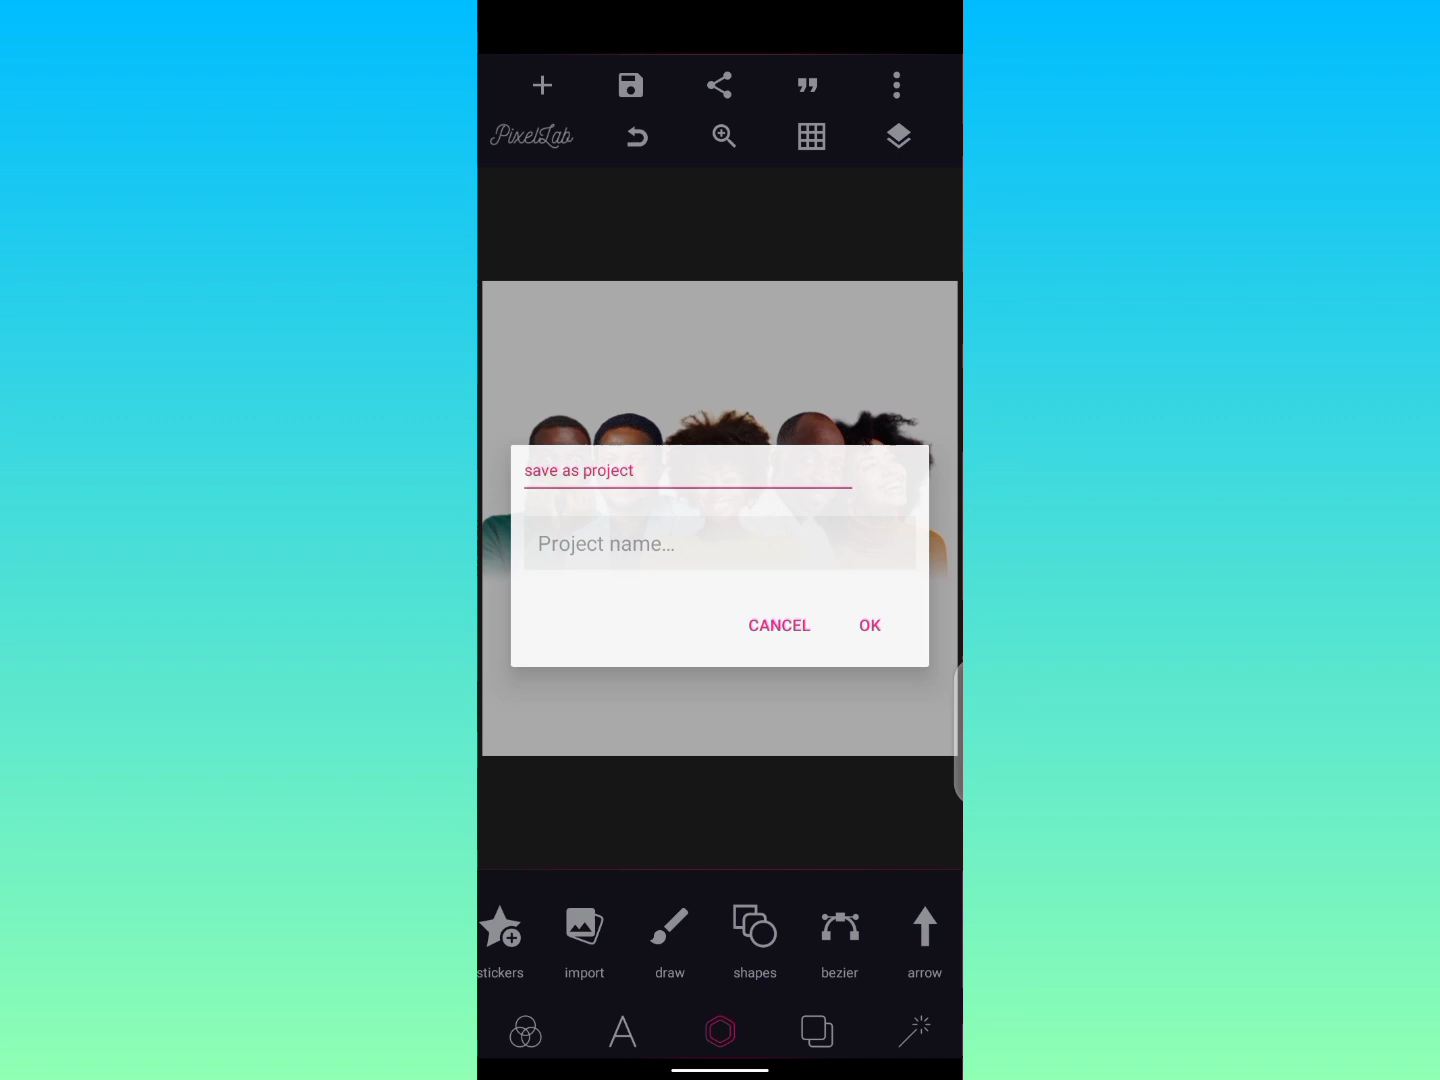 PixelLab
save as project
Project name...
CANCEL OK
stickers import draw shapes bezier arrow